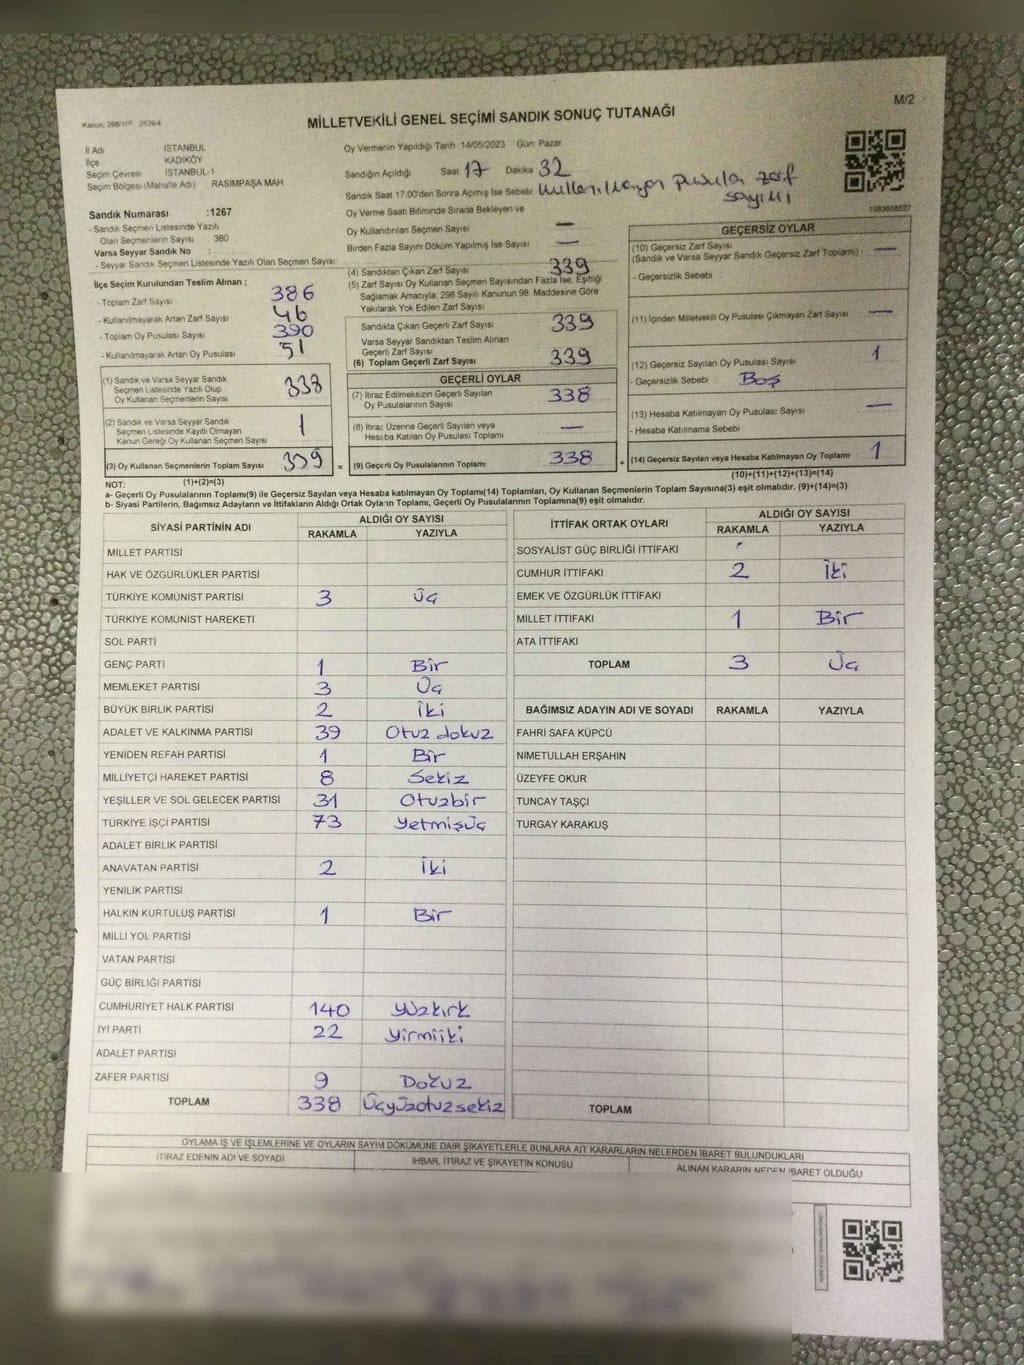 M/2
Kanun: 298/105
MİLLETVEKİLİ GENEL SEÇİMİ SANDIK SONUÇ TUTANAĞI
İl Adı İSTANBUL
İlçe KADIKÖY
Seçim Çevresi İSTANBUL-1
Seçim Bölgesi (Mahalle Adı) RASIMPAŞA MAH
Sandık Numarası :1267
- Sandık Seçmen Listesinde Yazılı
Olan Seçmenlerin Sayısı : 380
Varsa Seyyar Sandık No :
- Seyyar Sandık Seçmen Listesinde Yazılı Olan Seçmen Sayısı:
Oy Vermenin Yapıldığı Tarih 14/05/2023 Gün: Pazar
Sandığın Açıldığı Saat 17 Dakika 32
Sandık Saat 17.00'den Sonra Açılmış İse Sebebi pusula zarf
sayımı
Oy Verme Saati Bitiminde Sırada Bekleyen ve
Oy Kullandırılan Seçmen Sayısı —
Birden Fazla Sayım Döküm Yapılmış İse Sayısı —
İlçe Seçim Kurulundan Teslim Alınan ;
- Toplam Zarf Sayısı 386
- Kullanılmayarak Artan Zarf Sayısı 46
- Toplam Oy Pusulası Sayısı 390
- Kullanılmayarak Artan Oy Pusulası 51
(1) Sandık ve Varsa Seyyar Sandık
Seçmen Listesinde Yazılı Olup
Oy Kullanan Seçmenlerin Sayısı 338
(2) Sandık ve Varsa Seyyar Sandık
Seçmen Listesinde Kayıtlı Olmayan
Kanun Gereği Oy Kullanan Seçmen Sayısı 1
(3) Oy Kullanan Seçmenlerin Toplam Sayısı 339 =
(1)+(2)=(3)
(4) Sandıktan Çıkan Zarf Sayısı 339
(5) Zarf Sayısı Oy Kullanan Seçmen Sayısından Fazla İse, Eşitliği
Sağlamak Amacıyla, 298 Sayılı Kanunun 98. Maddesine Göre
Yakılarak Yok Edilen Zarf Sayısı
Sandıkta Çıkan Geçerli Zarf Sayısı 339
Varsa Seyyar Sandıktan Teslim Alınan
Geçerli Zarf Sayısı
(6) Toplam Geçerli Zarf Sayısı 339
GEÇERLİ OYLAR
(7) İtiraz Edilmeksizin Geçerli Sayılan
Oy Pusulalarının Sayısı 338
(8) İtiraz Üzerine Geçerli Sayılan veya
Hesaba Katılan Oy Pusulası Toplamı —
(9) Geçerli Oy Pusulalarının Toplamı 338 +
GEÇERSİZ OYLAR
(10) Geçersiz Zarf Sayısı
(Sandık ve Varsa Seyyar Sandık Geçersiz Zarf Toplamı) —
- Geçersizlik Sebebi :
(11) İçinden Milletvekili Oy Pusulası Çıkmayan Zarf Sayısı —
(12) Geçersiz Sayılan Oy Pusulası Sayısı 1
- Geçersizlik Sebebi : Boş
(13) Hesaba Katılmayan Oy Pusulası Sayısı —
- Hesaba Katılmama Sebebi
(14) Geçersiz Sayılan veya Hesaba Katılmayan Oy Toplamı 1
(10)+(11)+(12)+(13)=(14)
NOT:
a- Geçerli Oy Pusulalarının Toplamı(9) ile Geçersiz Sayılan veya Hesaba katılmayan Oy Toplamı(14) Toplamları, Oy Kullanan Seçmenlerin Toplam Sayısına(3) eşit olmalıdır. (9)+(14)=(3)
b- Siyasi Partilerin, Bağımsız Adayların ve İttifakların Aldığı Ortak Oyların Toplamı, Geçerli Oy Pusulalarının Toplamına(9) eşit olmalıdır.
SİYASİ PARTİNİN ADI ALDIĞI OY SAYISI
RAKAMLA YAZIYLA
MİLLET PARTİSİ
HAK VE ÖZGÜRLÜKLER PARTİSİ
TÜRKİYE KOMÜNİST PARTİSİ 3 Üç
TÜRKİYE KOMÜNİST HAREKETİ
SOL PARTİ
GENÇ PARTİ 1 Bir
MEMLEKET PARTİSİ 3 Üç
BÜYÜK BİRLİK PARTİSİ 2 İki
ADALET VE KALKINMA PARTİSİ 39 Otuz dokuz
YENİDEN REFAH PARTİSİ 1 Bir
MİLLİYETÇİ HAREKET PARTİSİ 8 Sekiz
YEŞİLLER VE SOL GELECEK PARTİSİ 31 Otuzbir
TÜRKİYE İŞÇİ PARTİSİ 73 Yetmişüç
ADALET BİRLİK PARTİSİ
ANAVATAN PARTİSİ 2 İki
YENİLİK PARTİSİ
HALKIN KURTULUŞ PARTİSİ 1 Bir
MİLLİ YOL PARTİSİ
VATAN PARTİSİ
GÜÇ BİRLİĞİ PARTİSİ
CUMHURİYET HALK PARTİSİ 140 Yüzkırk
İYİ PARTİ 22 Yirmiiki
ADALET PARTİSİ
ZAFER PARTİSİ 9 Dokuz
TOPLAM 338 Üçyüzotuzsekiz
İTTİFAK ORTAK OYLARI ALDIĞI OY SAYISI
RAKAMLA YAZIYLA
SOSYALİST GÜÇ BİRLİĞİ İTTİFAKI
CUMHUR İTTİFAKI 2 İki
EMEK VE ÖZGÜRLÜK İTTİFAKI
MİLLET İTTİFAKI 1 Bir
ATA İTTİFAKI
TOPLAM 3 Üç
BAĞIMSIZ ADAYIN ADI VE SOYADI RAKAMLA YAZIYLA
FAHRİ SAFA KÜPCÜ
NİMETULLAH ERŞAHİN
ÜZEYFE OKUR
TUNCAY TAŞÇI
TURGAY KARAKUŞ
TOPLAM
OYLAMA İŞ VE İŞLEMLERİNE VE OYLARIN SAYIM DÖKÜMÜNE DAİR ŞİKAYETLERLE BUNLARA AİT KARARLARIN NELERDEN İBARET BULUNDUKLARI
İTİRAZ EDENİN ADI VE SOYADI İHBAR, İTİRAZ VE ŞİKAYETİN KONUSU ALINAN KARARIN NEDEN İBARET OLDUĞU